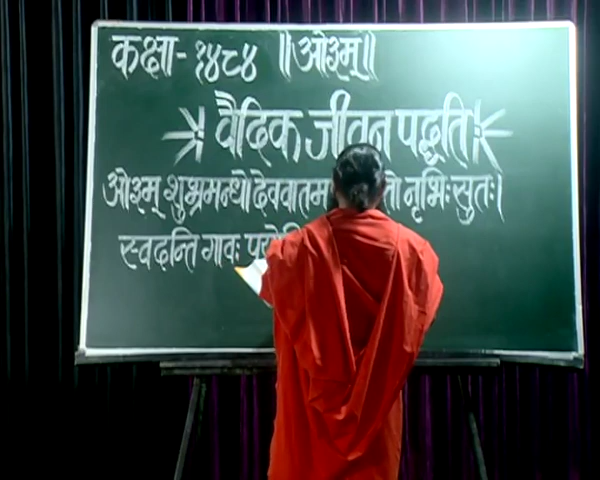 कक्षा- १४८४ ॥ओ३म्॥
वैदिक जीवन पद्धति
ओ३म् शुभ्रमन्धो देववातम नृभिः सुतः।
स्वदन्ति गावः